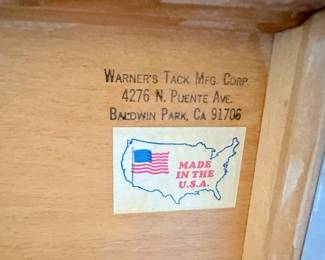 WARNER'S TACK MFG. CORP.
4276 N. PUENTE AVE.
BALDWIN PARK, CA 91706
MADE
IN THE
U.S.A.